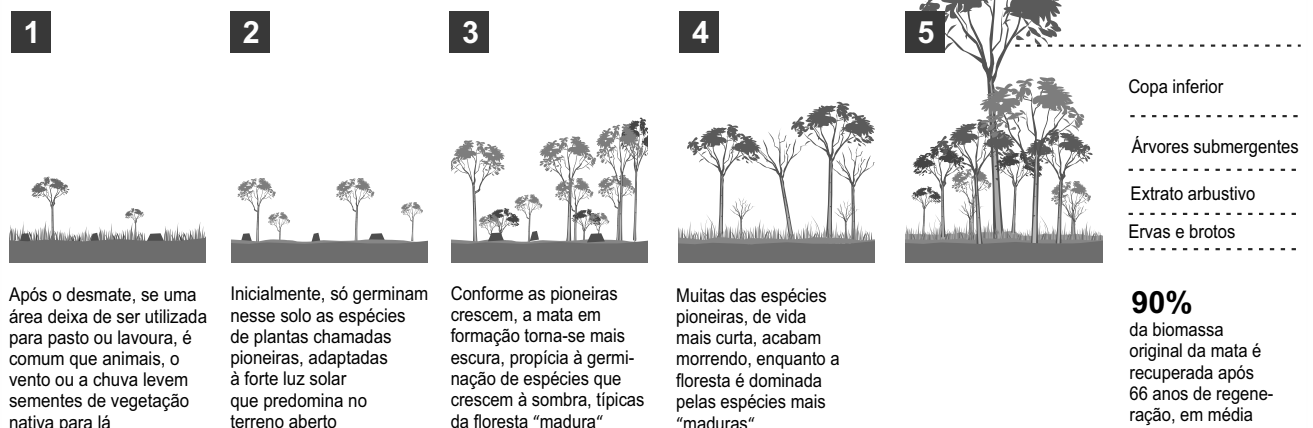 1
2
3
4
5
Copa inferior
Árvores submergentes
Extrato arbustivo
Ervas e brotos
Após o desmate, se uma
área deixa de ser utilizada
para pasto ou lavoura, é
comum que animais, o
vento ou a chuva levem
sementes de vegetação
nativa para lá
Inicialmente, só germinam
nesse solo as espécies
de plantas chamadas
pioneiras, adaptadas
à forte luz solar
que predomina no
terreno aberto
Conforme as pioneiras
crescem, a mata em
formação torna-se mais
escura, propícia à germi-
nação de espécies que
crescem à sombra, típicas
da floresta “madura“
Muitas das espécies
pioneiras, de vida
mais curta, acabam
morrendo, enquanto a
floresta é dominada
pelas espécies mais
“maduras“
90%
da biomassa
original da mata é
recuperada após
66 anos de regene-
ração, em média